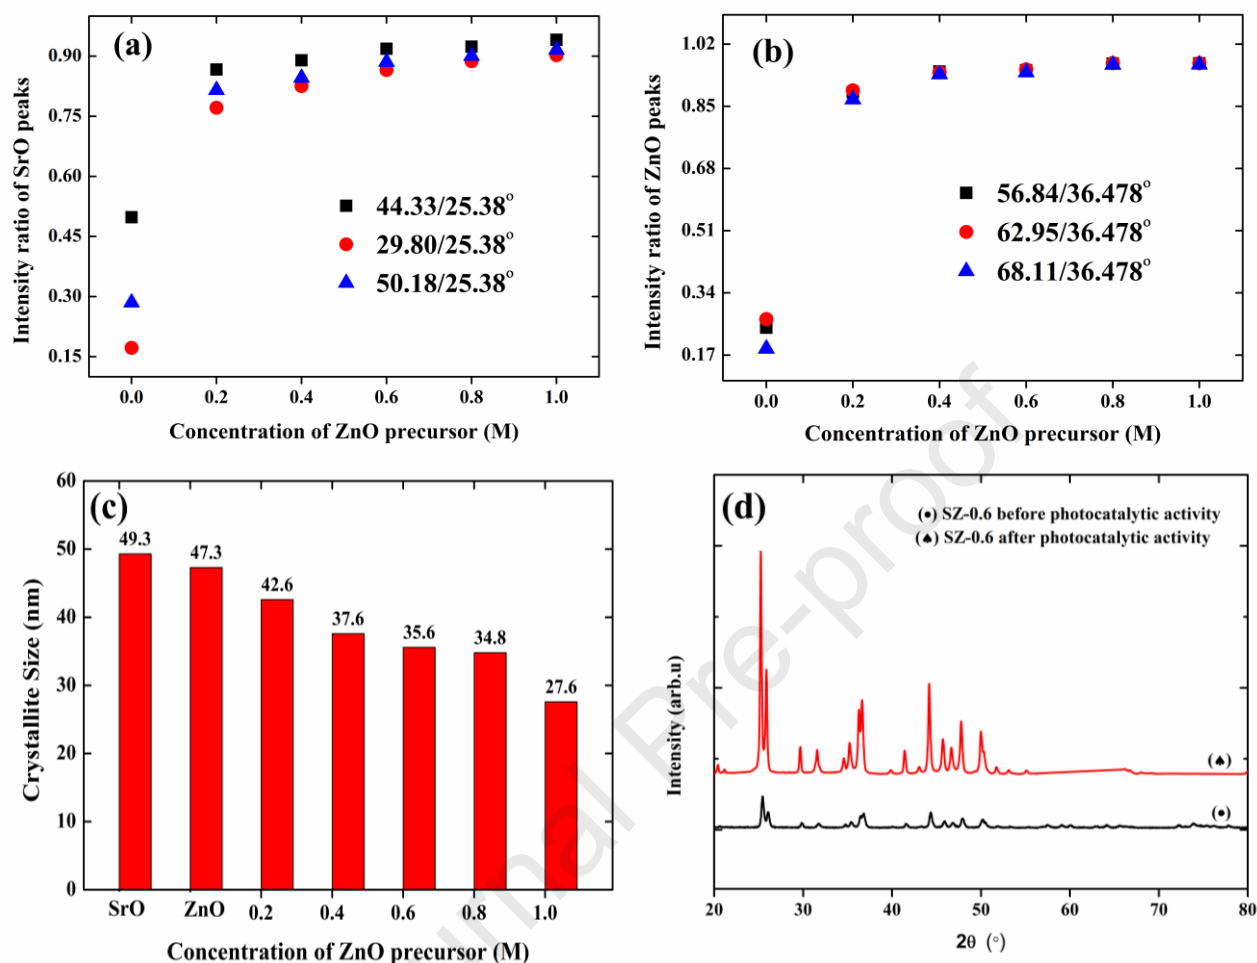 (a)
Intensity ratio of SrO peaks
0.90
0.75
0.60
0.45
0.30
0.15
44.33/25.38°
29.80/25.38°
50.18/25.38°
0.0 0.2 0.4 0.6 0.8 1.0
Concentration of ZnO precursor (M)
(b)
Intensity ratio of ZnO peaks
1.02
0.85
0.68
0.51
0.34
0.17
56.84/36.478°
62.95/36.478°
68.11/36.478°
0.0 0.2 0.4 0.6 0.8 1.0
Concentration of ZnO precursor (M)
(c)
Crystallite Size (nm)
60
50
40
30
20
10
0
49.3
47.3
42.6
37.6
35.6
34.8
27.6
SrO ZnO 0.2 0.4 0.6 0.8 1.0
Concentration of ZnO precursor (M)
(d)
Intensity (arb.u)
(●) SZ-0.6 before photocatalytic activity
(♠) SZ-0.6 after photocatalytic activity
(♠)
(●)
20 30 40 50 60 70 80
2θ (°)
urnal Pre-proof